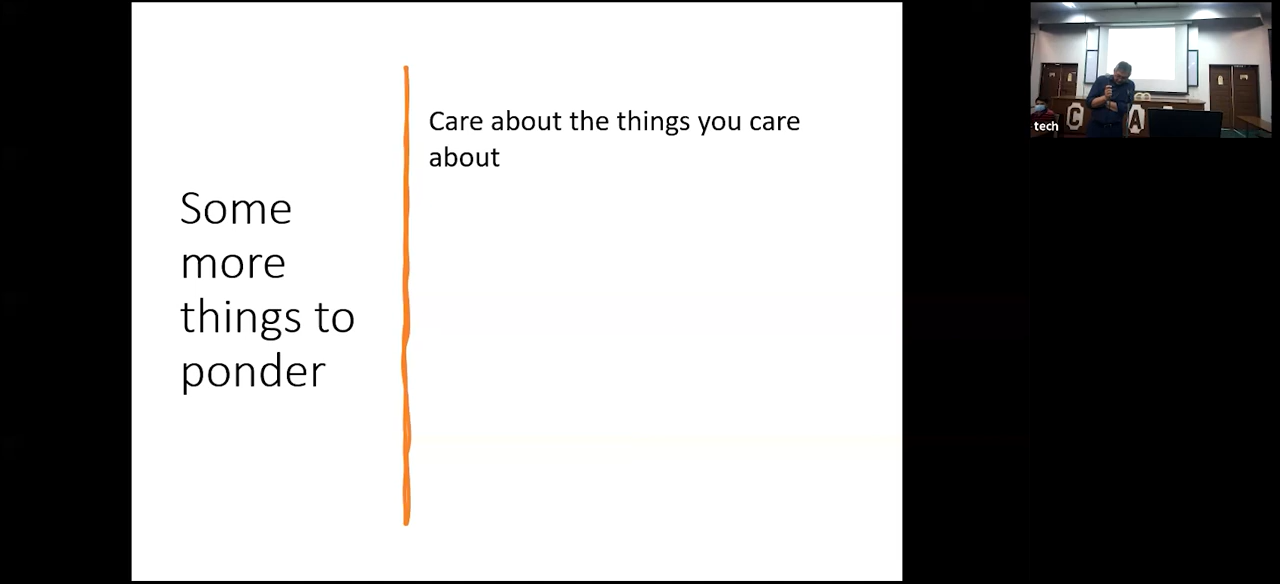 Some
more
things to
ponder
Care about the things you care
about
tech
C
A